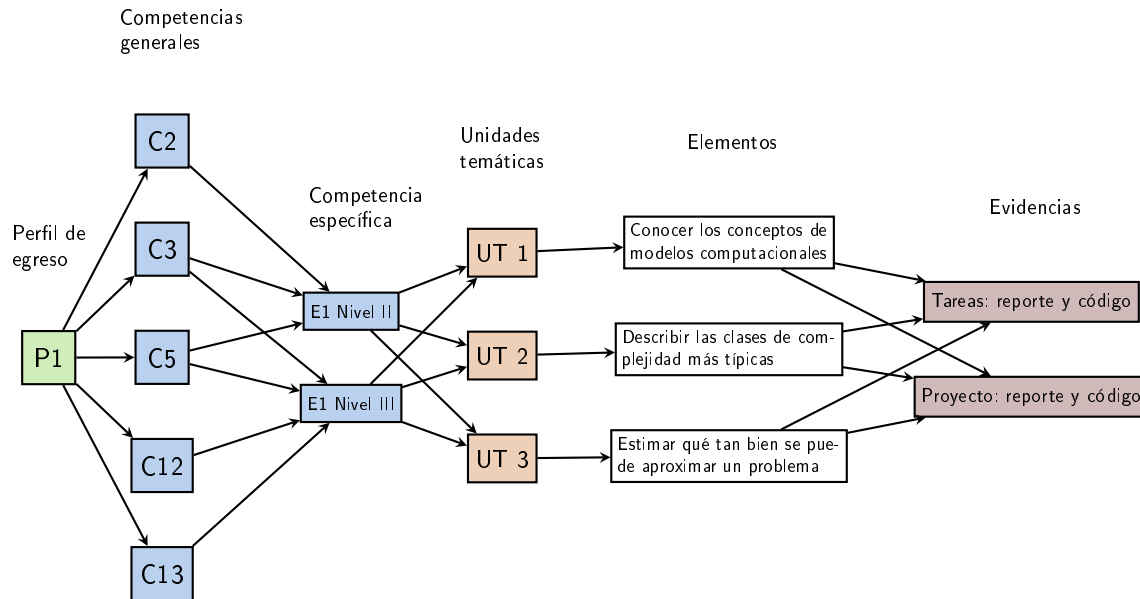 Competencias
generales
Perfil de
egreso
P1
C2
C3
C5
C12
C13
Competencia
específica
E1 Nivel II
E1 Nivel III
Unidades
temáticas
UT 1
UT 2
UT 3
Elementos
Conocer los conceptos de
modelos computacionales
Describir las clases de com-
plejidad más típicas
Estimar qué tan bien se pue-
de aproximar un problema
Evidencias
Tareas: reporte y código
Proyecto: reporte y código